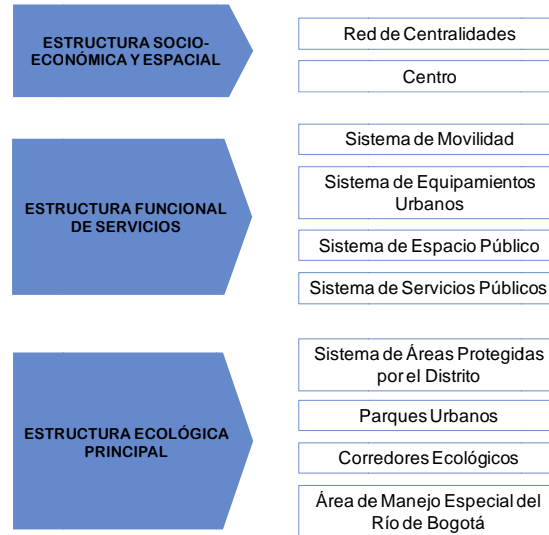 ESTRUCTURA SOCIO-
ECONÓMICA Y ESPACIAL
Red de Centralidades
Centro
ESTRUCTURA FUNCIONAL
DE SERVICIOS
Sistema de Movilidad
Sistema de Equipamientos
Urbanos
Sistema de Espacio Público
Sistema de Servicios Públicos
ESTRUCTURA ECOLÓGICA
PRINCIPAL
Sistema de Áreas Protegidas
por el Distrito
Parques Urbanos
Corredores Ecológicos
Área de Manejo Especial del
Río de Bogotá